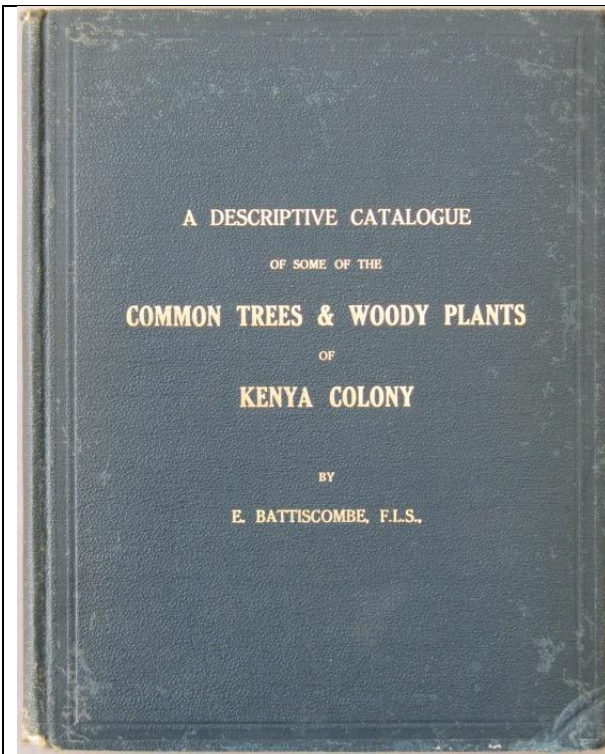 A DESCRIPTIVE CATALOGUE
OF SOME OF THE
COMMON TREES & WOODY PLANTS
OF
KENYA COLONY
BY
E. BATTISCOMBE, F.L.S.,